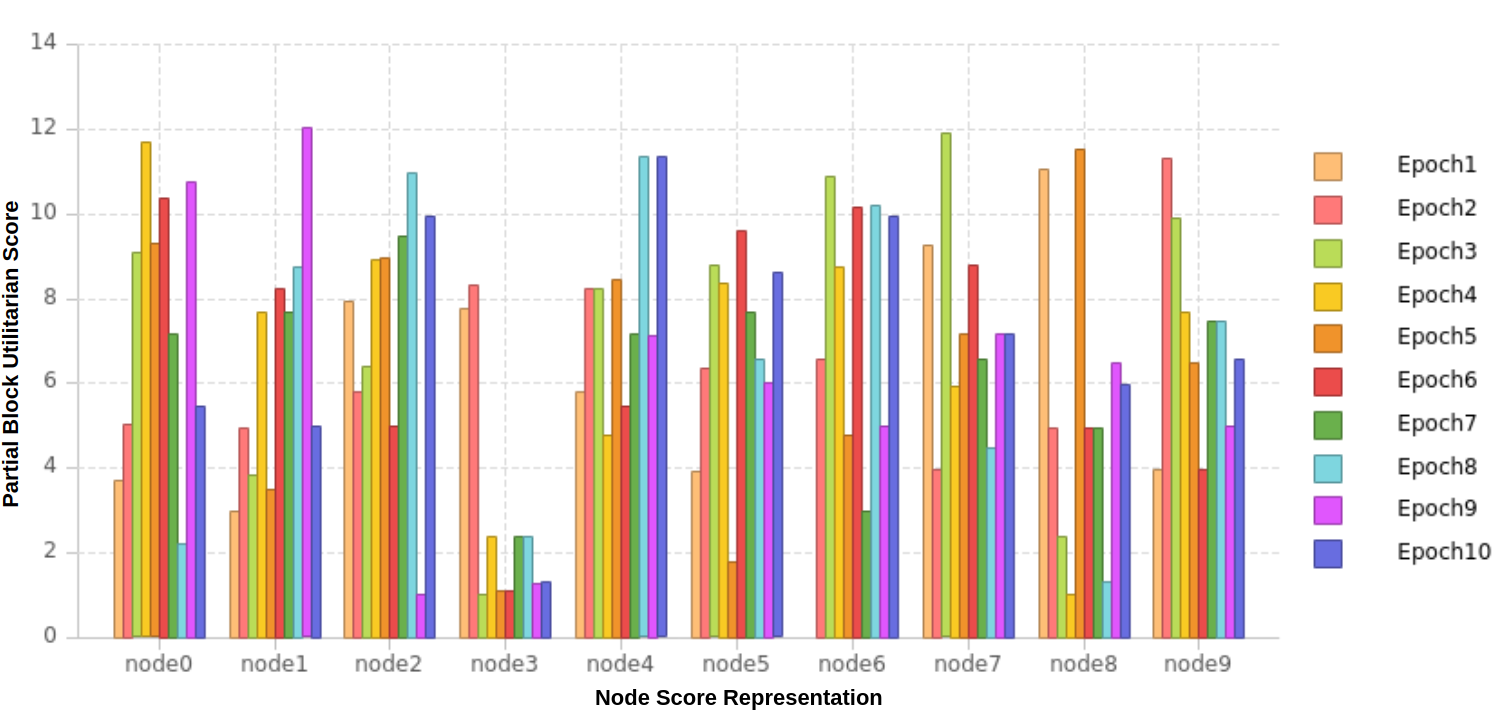 14
12
10
8
6
4
2
0
Partial Block Utilitarian Score
node0 node1 node2 node3 node4 node5 node6 node7 node8 node9
Node Score Representation
Epoch1
Epoch2
Epoch3
Epoch4
Epoch5
Epoch6
Epoch7
Epoch8
Epoch9
Epoch10